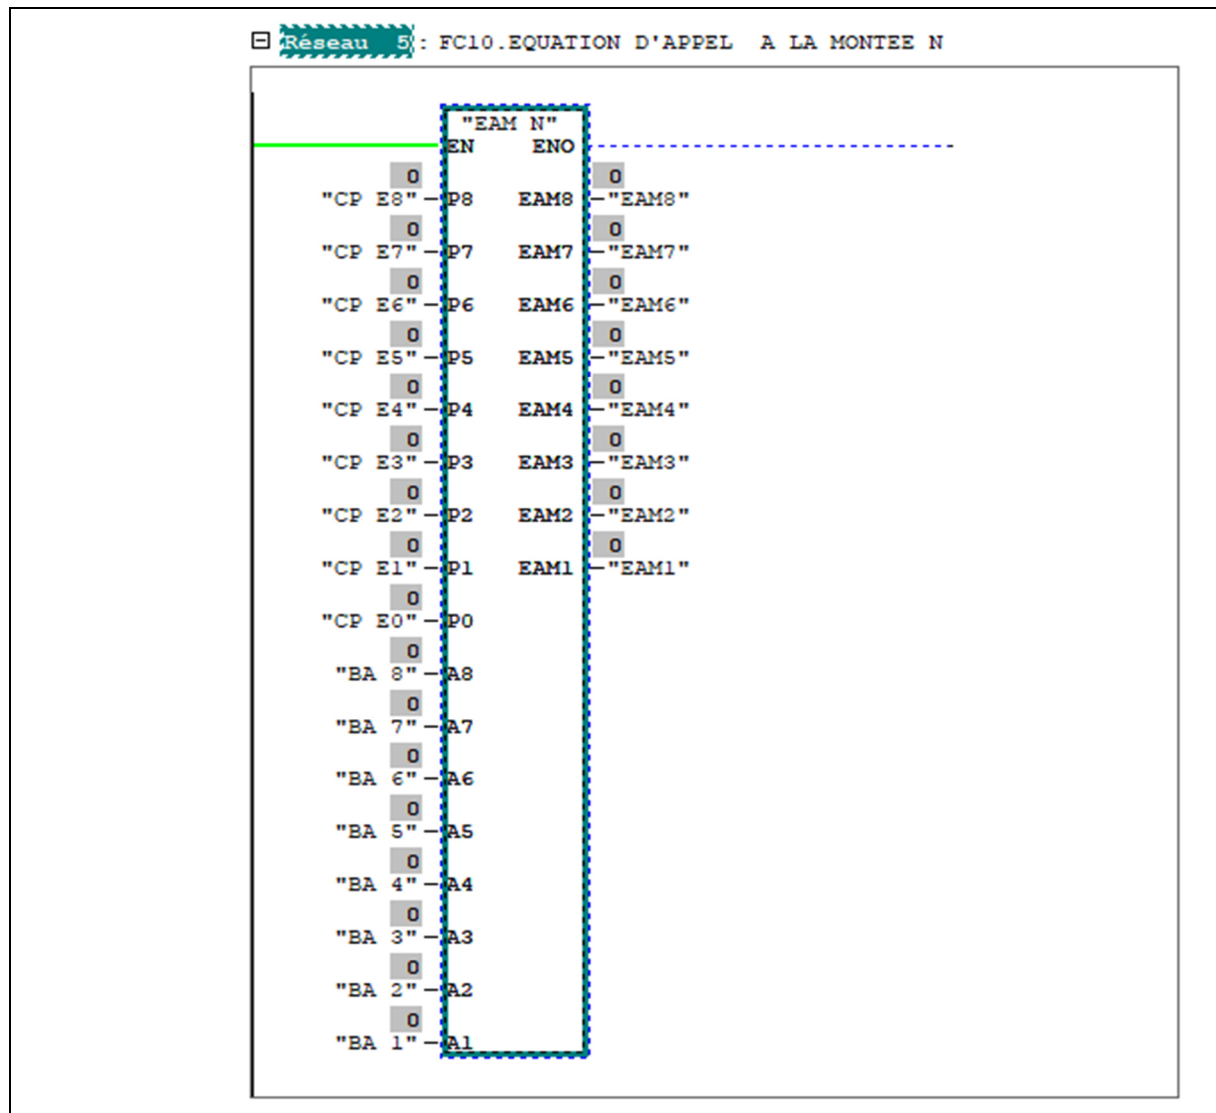 Réseau 5 : FC10.EQUATION D'APPEL A LA MONTEE N
"EAM N"
EN ENO
0 0
"CP E8" P8 EAM8 "EAM8"
0 0
"CP E7" P7 EAM7 "EAM7"
0 0
"CP E6" P6 EAM6 "EAM6"
0 0
"CP E5" P5 EAM5 "EAM5"
0 0
"CP E4" P4 EAM4 "EAM4"
0 0
"CP E3" P3 EAM3 "EAM3"
0 0
"CP E2" P2 EAM2 "EAM2"
0 0
"CP E1" P1 EAM1 "EAM1"
0
"CP E0" P0
0
"BA 8" A8
0
"BA 7" A7
0
"BA 6" A6
0
"BA 5" A5
0
"BA 4" A4
0
"BA 3" A3
0
"BA 2" A2
0
"BA 1" A1